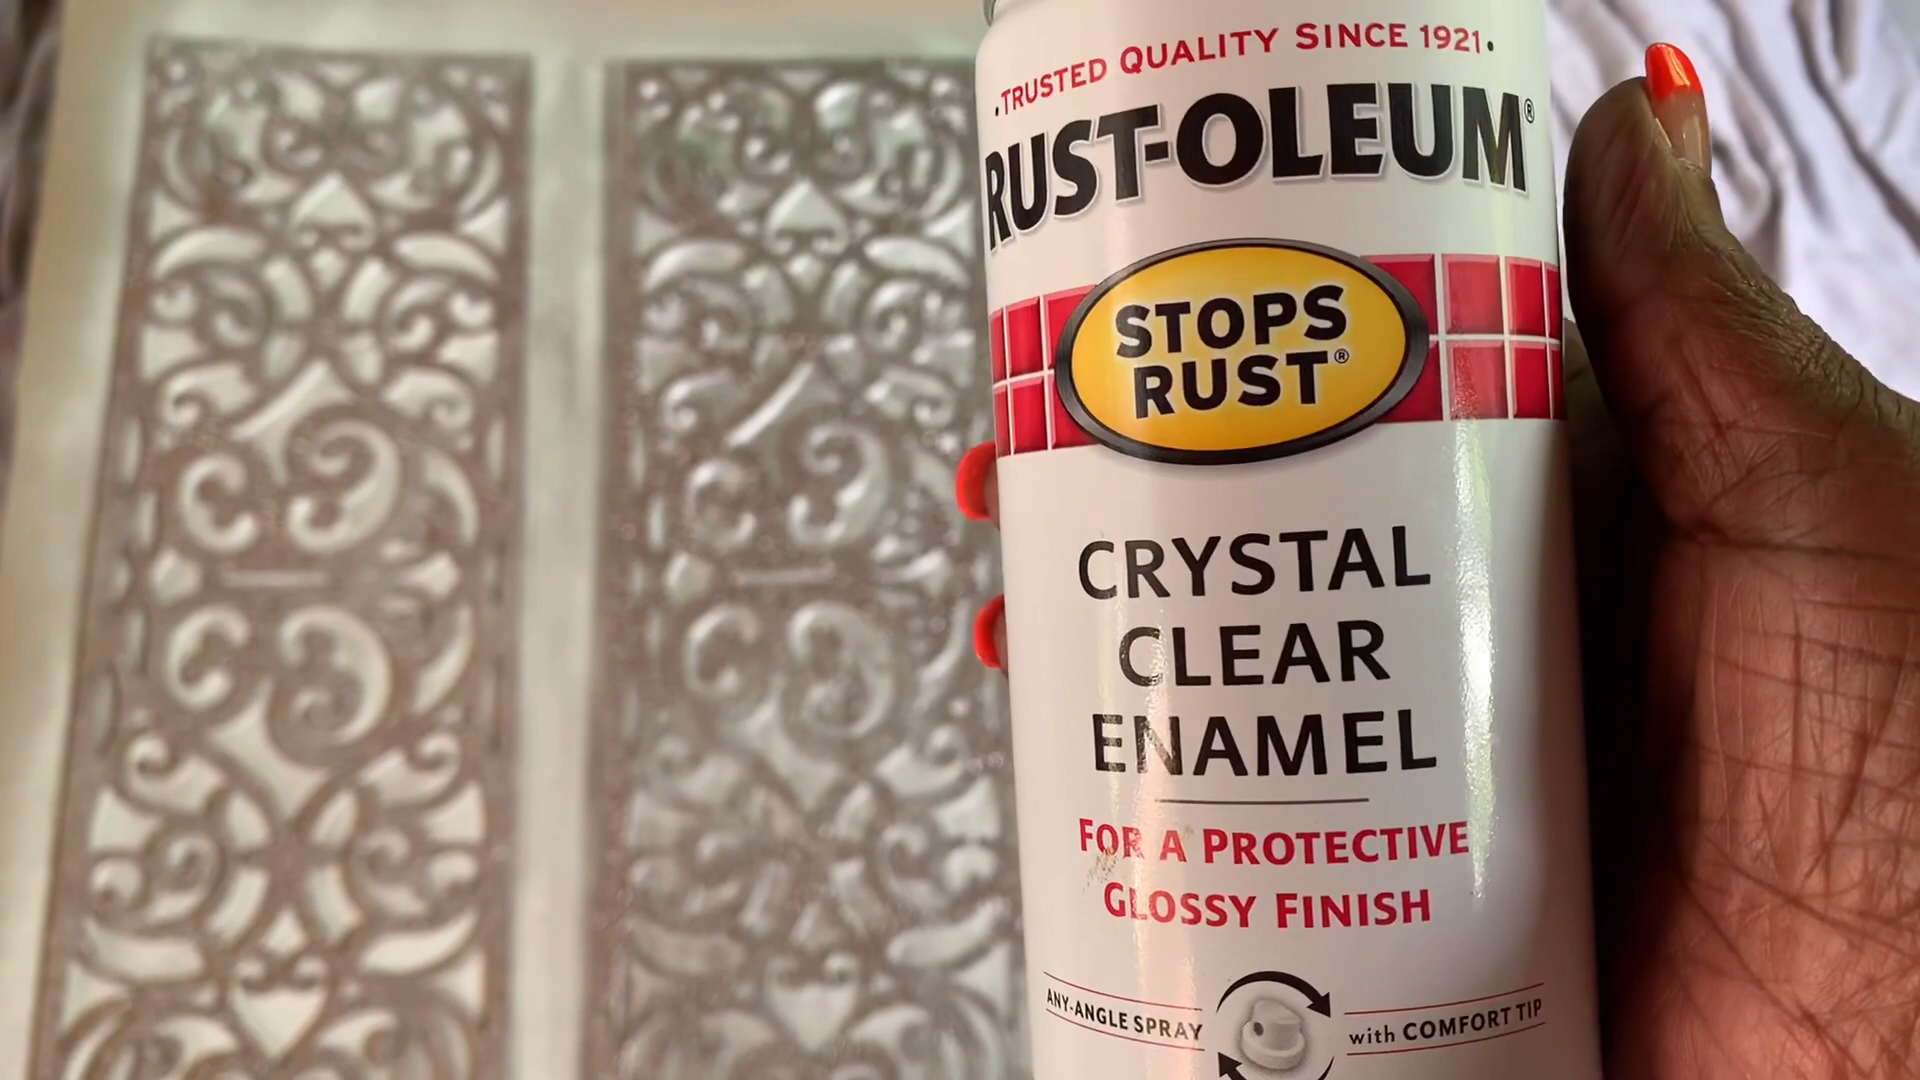 • TRUSTED QUALITY SINCE 1921 •
RUST-OLEUM®
STOPS
RUST®
CRYSTAL
CLEAR
ENAMEL
FOR A PROTECTIVE
GLOSSY FINISH
ANY-ANGLE SPRAY with COMFORT TIP